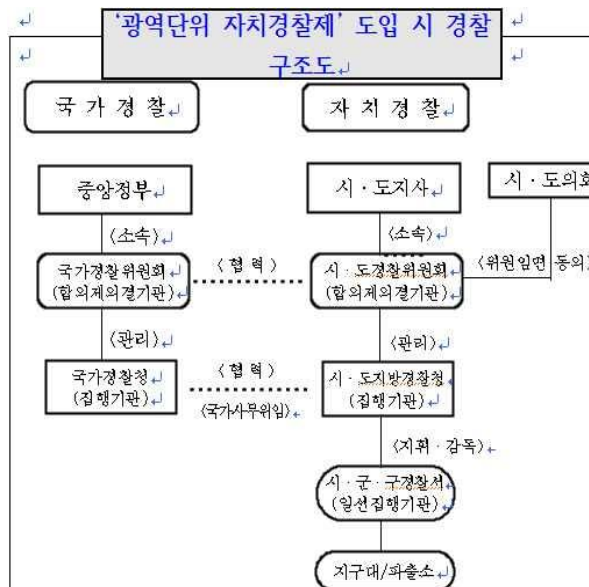 ‘광역단위 자치경찰제’ 도입 시 경찰
구조도
국 가 경 찰
자 치 경 찰
중앙정부
시 · 도지사
시 · 도의회
<소속>
<소속>
국가경찰위원회
(합의제의결기관)
<협 력>
시 · 도경찰위원회
(합의제의결기관)
<위원임면 동의>
<관리>
<관리>
국가경찰청
(집행기관)
<협 력>
<국가사무위임>
시 · 도지방경찰청
(집행기관)
<지휘 · 감독>
시 · 군 · 구경찰서
(일선집행기관)
지구대/파출소